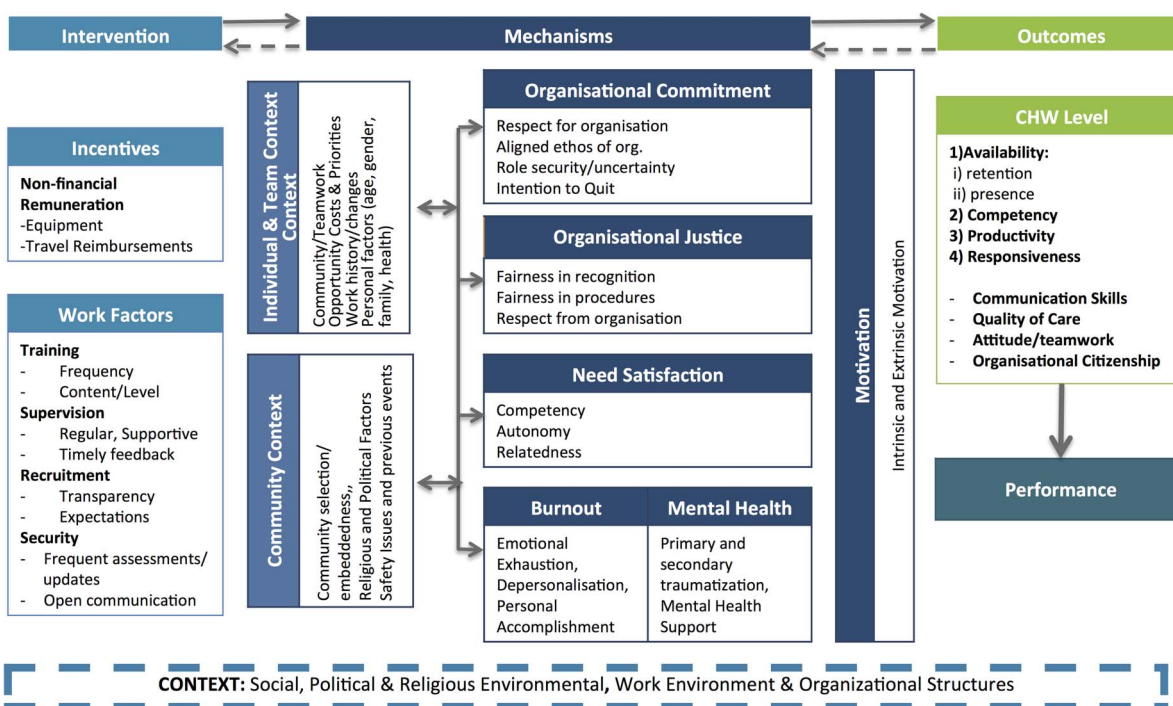 Intervention
Mechanisms
Outcomes
Incentives
Non-financial
Remuneration
-Equipment
-Travel Reimbursements
Work Factors
Training
- Frequency
- Content/Level
Supervision
- Regular, Supportive
- Timely feedback
Recruitment
- Transparency
- Expectations
Security
- Frequent assessments/
updates
- Open communication
Individual & Team Context
Context
Community/Teamwork
Opportunity Costs & Priorities
Work history/changes
Personal factors (age, gender,
family, health)
Community Context
Community selection/
embeddedness,,
Religious and Political Factors
Safety Issues and previous events
Organisational Commitment
Respect for organisation
Aligned ethos of org.
Role security/uncertainty
Intention to Quit
Organisational Justice
Fairness in recognition
Fairness in procedures
Respect from organisation
Need Satisfaction
Competency
Autonomy
Relatedness
Burnout
Emotional
Exhaustion,
Depersonalisation,
Personal
Accomplishment
Mental Health
Primary and
secondary
traumatization,
Mental Health
Support
Motivation
Intrinsic and Extrinsic Motivation
CHW Level
1)Availability:
i) retention
ii) presence
2) Competency
3) Productivity
4) Responsiveness
- Communication Skills
- Quality of Care
- Attitude/teamwork
- Organisational Citizenship
Performance
CONTEXT: Social, Political & Religious Environmental, Work Environment & Organizational Structures